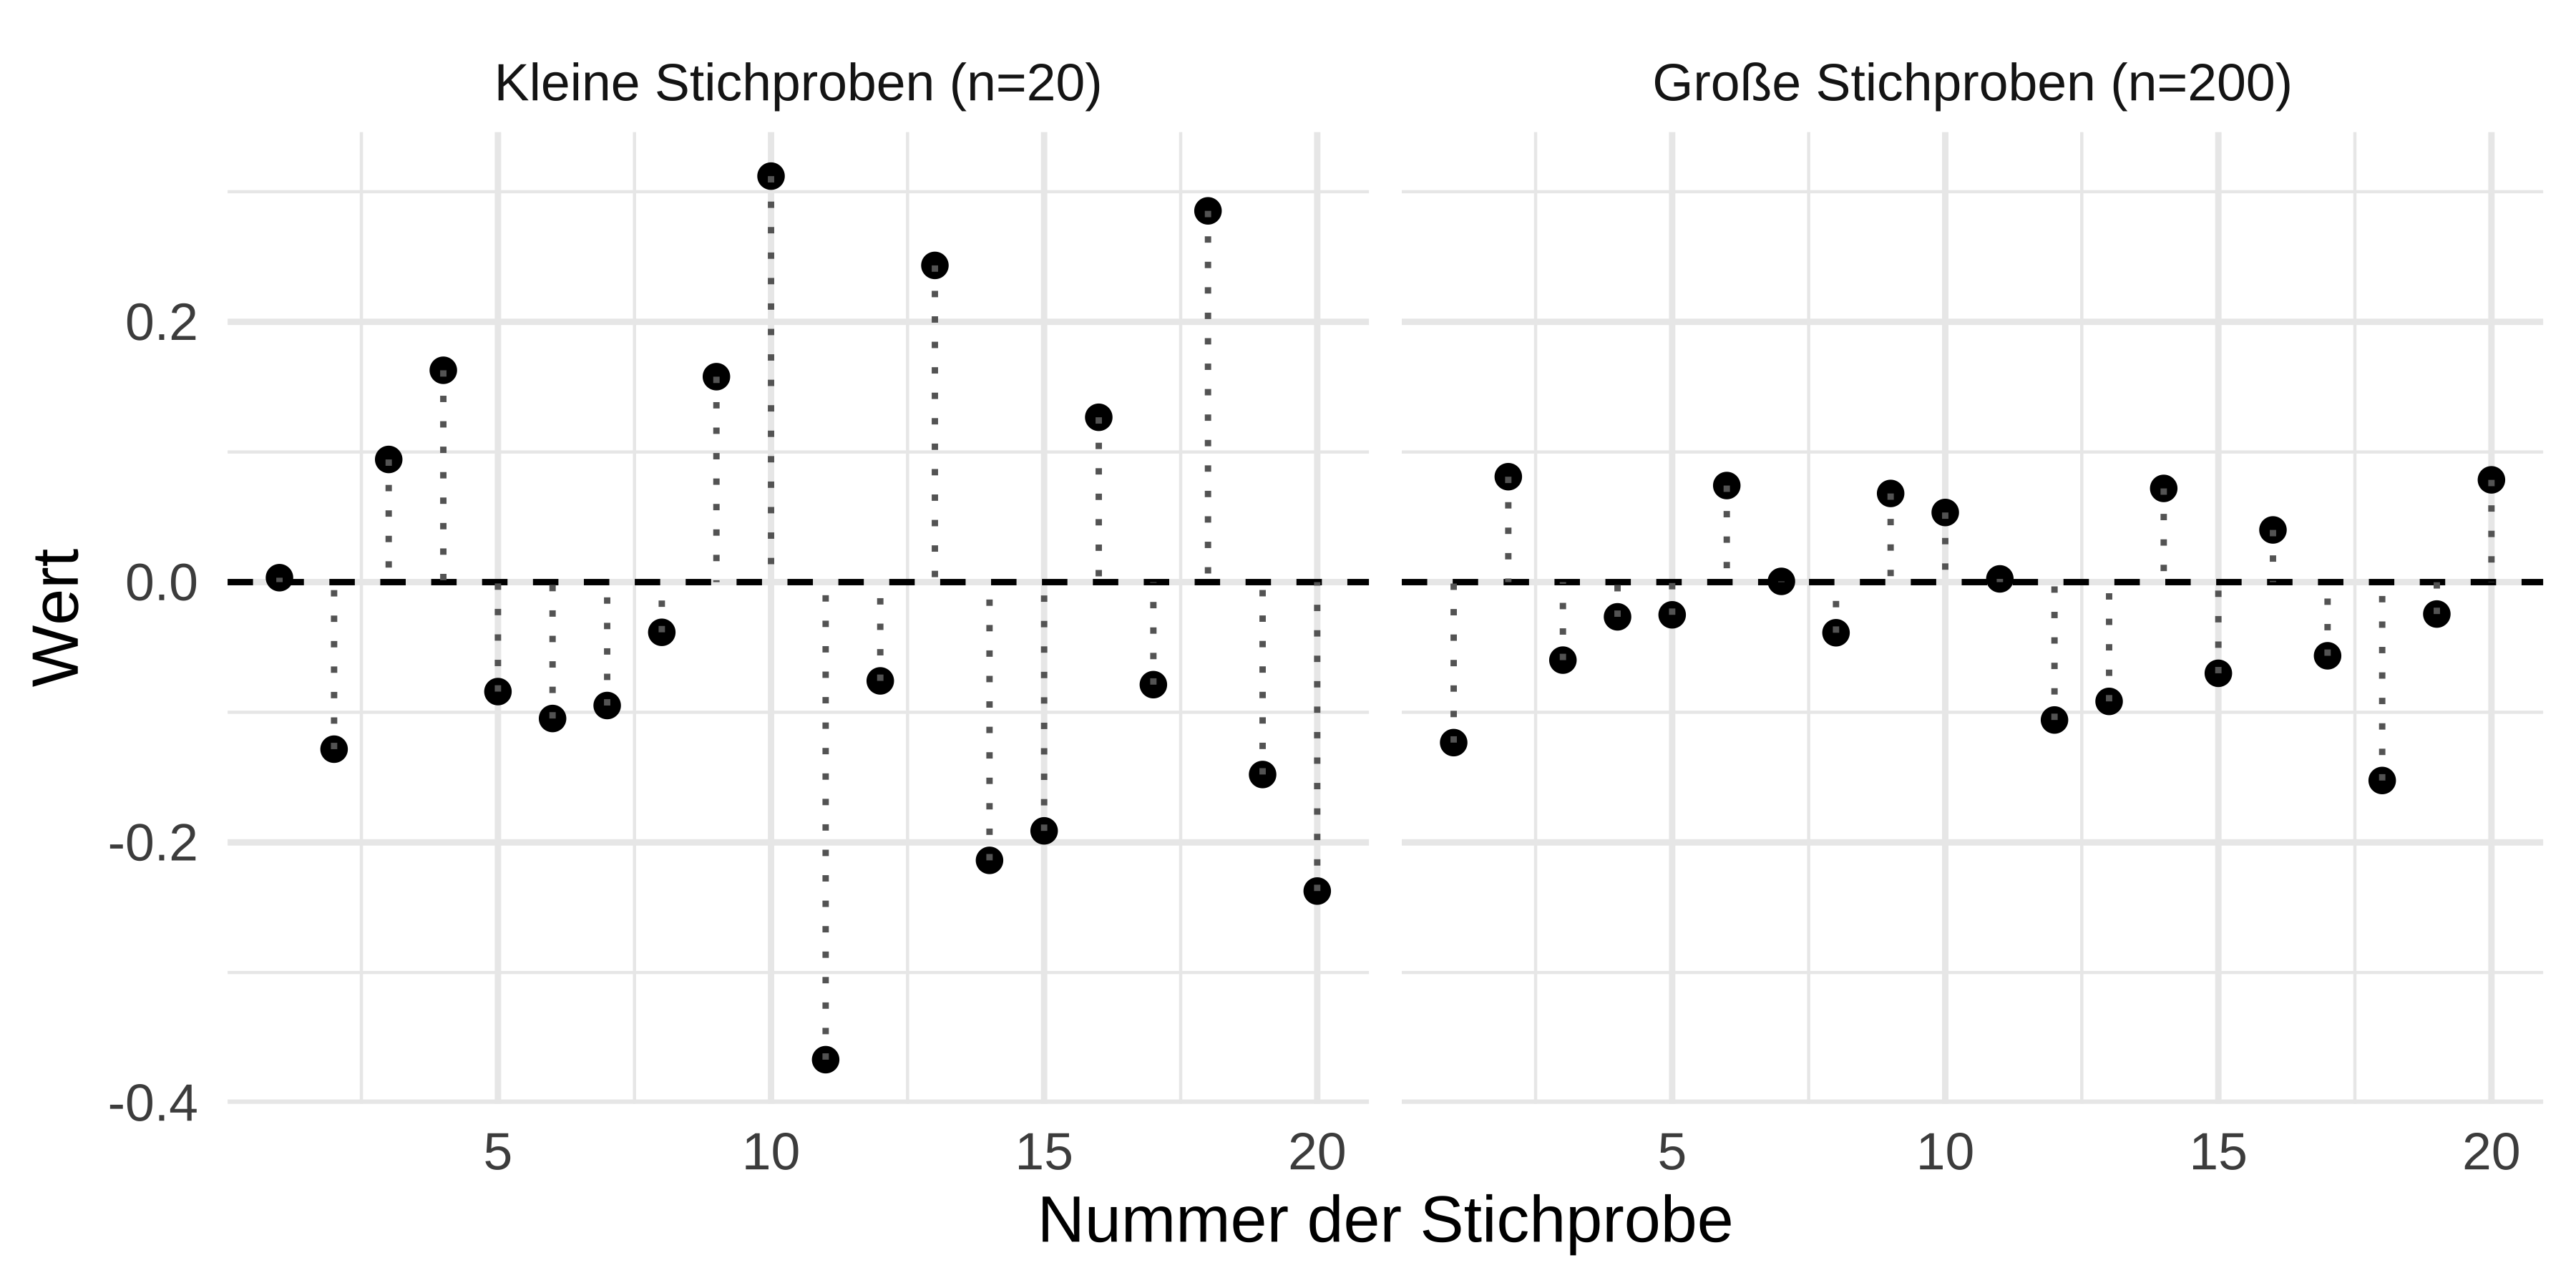 Kleine Stichproben (n=20)
Große Stichproben (n=200)
Wert
0.2
0.0
-0.2
-0.4
5 10 15 20
5 10 15 20
Nummer der Stichprobe